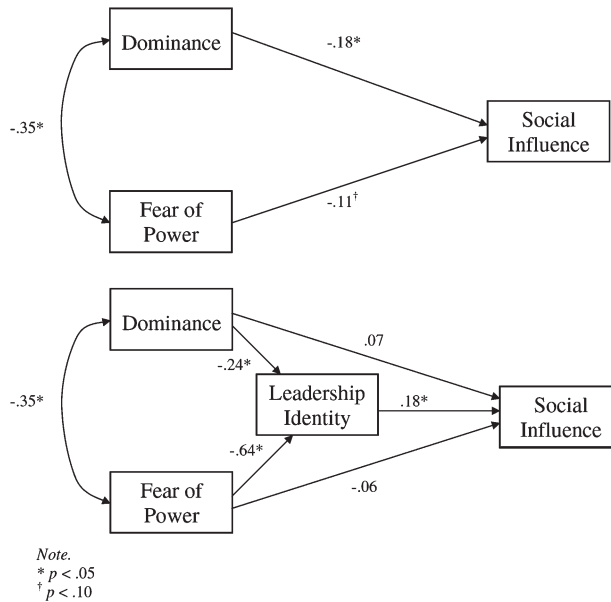 Dominance
-.18*
Social
Influence
-.35*
Fear of
Power
-.11†
Dominance
.07
-.24*
Leadership
Identity
.18*
Social
Influence
-.35*
-.64*
Fear of
Power
-.06
Note.
* p < .05
† p < .10